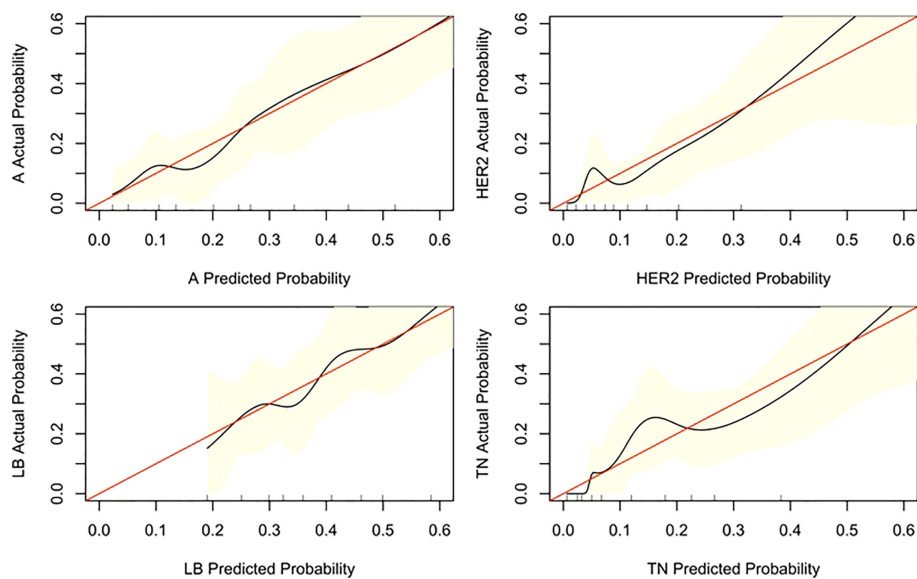 A Actual Probability
0.6
0.4
0.2
0.0
0.0 0.1 0.2 0.3 0.4 0.5 0.6
A Predicted Probability
HER2 Actual Probability
0.6
0.4
0.2
0.0
0.0 0.1 0.2 0.3 0.4 0.5 0.6
HER2 Predicted Probability
LB Actual Probability
0.6
0.4
0.2
0.0
0.0 0.1 0.2 0.3 0.4 0.5 0.6
LB Predicted Probability
TN Actual Probability
0.6
0.4
0.2
0.0
0.0 0.1 0.2 0.3 0.4 0.5 0.6
TN Predicted Probability